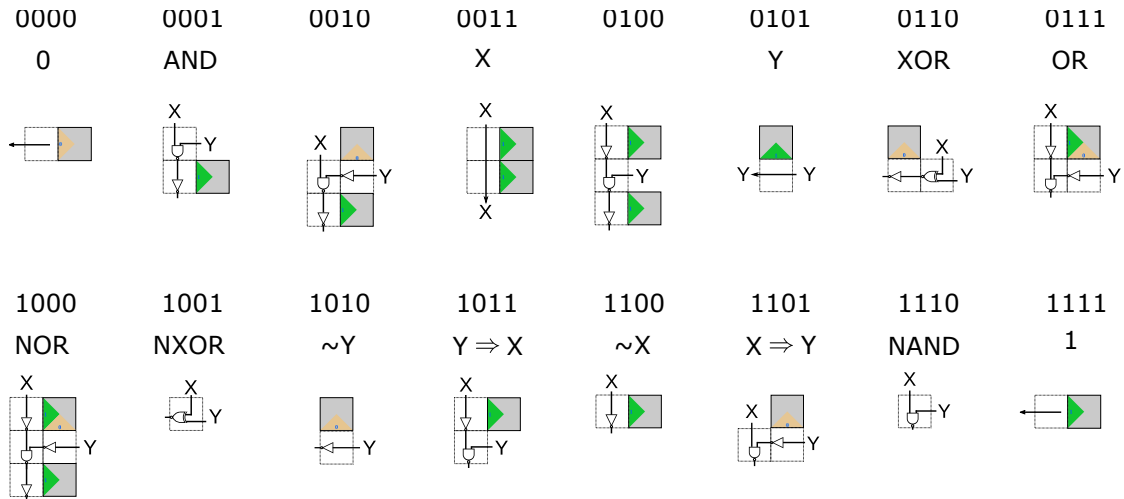 0000 0001 0010 0011 0100 0101 0110 0111
0 AND X Y XOR OR
X Y
X Y
X X
X Y
Y Y
X Y
X Y
1000 1001 1010 1011 1100 1101 1110 1111
NOR NXOR ~Y Y ⇒ X ~X X ⇒ Y NAND 1
X Y
X Y
Y
X Y
X
X Y
X Y